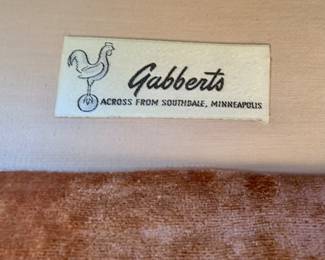 Gabberts
ACROSS FROM SOUTHDALE, MINNEAPOLIS